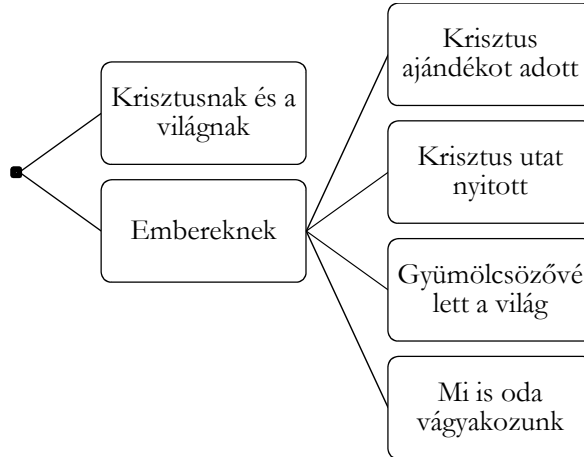 Krisztusnak és a
világnak
Embereknek
Krisztus
ajándékot adott
Krisztus utat
nyitott
Gyümölcsözővé
lett a világ
Mi is oda
vágyakozunk